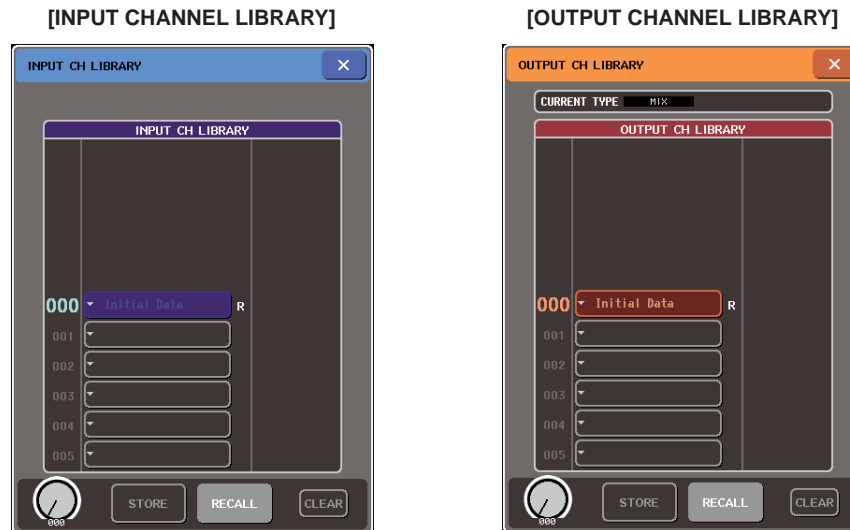 [INPUT CHANNEL LIBRARY]
INPUT CH LIBRARY
×
INPUT CH LIBRARY
000 Initial Data R
001
002
003
004
005
000
STORE
RECALL
CLEAR
[OUTPUT CHANNEL LIBRARY]
OUTPUT CH LIBRARY
×
CURRENT TYPE MIX
OUTPUT CH LIBRARY
000 Initial Data R
001
002
003
004
005
000
STORE
RECALL
CLEAR